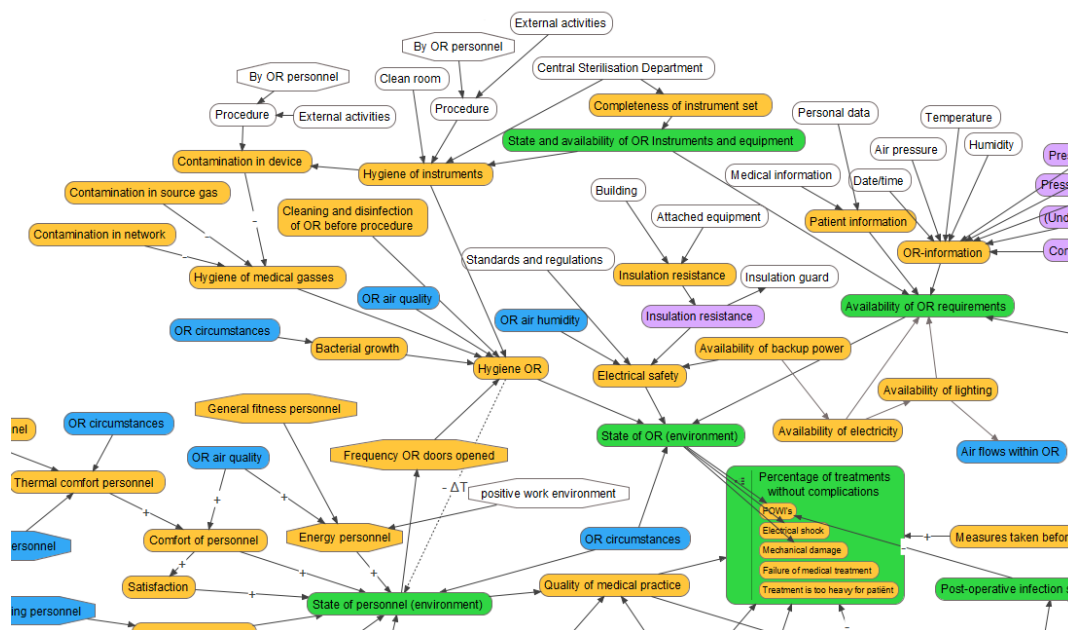 External activities
By OR personnel
By OR personnel
Clean room
Central Sterilisation Department
Procedure
External activities
Procedure
Completeness of instrument set
Personal data
Temperature
State and availability of OR Instruments and equipment
Air pressure
Humidity
Pre
Contamination in device
Hygiene of instruments
Medical information
Date/time
Press
Contamination in source gas
Building
Cleaning and disinfection
of OR before procedure
Attached equipment
Patient information
(Und
Contamination in network
-
-
-
OR-information
Con
Standards and regulations
Hygiene of medical gasses
Insulation resistance
Insulation guard
OR air quality
Availability of OR requirements
OR circumstances
OR air humidity
Insulation resistance
Bacterial growth
Availability of backup power
Hygiene OR
Electrical safety
Availability of lighting
General fitness personnel
nel
OR circumstances
State of OR (environment)
Availability of electricity
Frequency OR doors opened
Air flows within OR
OR air quality
Thermal comfort personnel
Percentage of treatments
without complications
- ΔT
positive work environment
+
+
+
POWI's
ersonnel
Comfort of personnel
Energy personnel
OR circumstances
Electrical shock
+
Measures taken befor
Mechanical damage
-
+
+
+
Failure of medical treatment
Satisfaction
Quality of medical practice
Treatment is too heavy for patiënt
Post-operative infection s
+
ing personnel
State of personnel (environment)
-